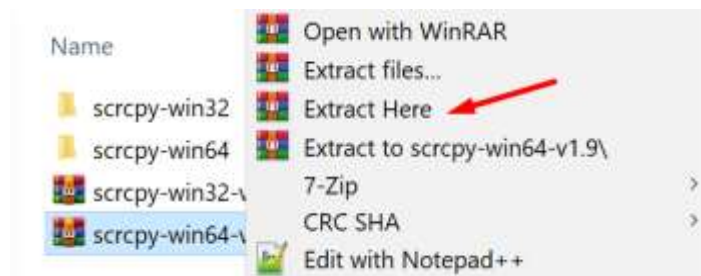 Name
scrcpy-win32
scrcpy-win64
scrcpy-win32-v
scrcpy-win64-v
Open with WinRAR
Extract files...
Extract Here
Extract to scrcpy-win64-v1.9\
7-Zip
CRC SHA
Edit with Notepad++